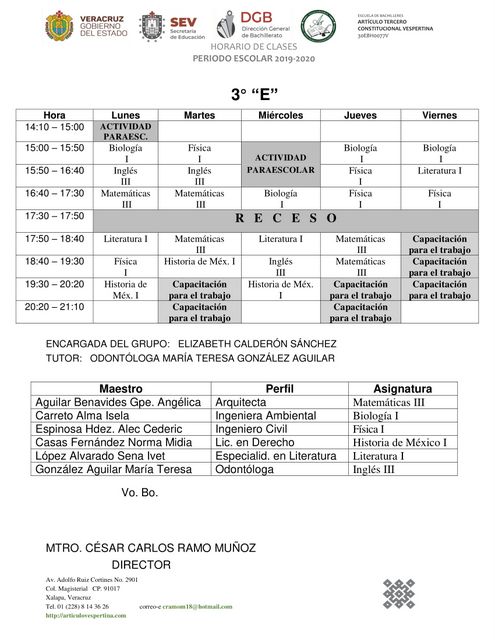 VERACRUZ
GOBIERNO
DEL ESTADO
SEV
Secretaría
de Educación
DGB
Dirección General
de Bachillerato
ESCUELA DE BACHILLERES
ARTÍCULO TERCERO
CONSTITUCIONAL VESPERTINA
30EBH0077V
HORARIO DE CLASES
PERIODO ESCOLAR 2019-2020
3° “E”
Hora Lunes Martes Miércoles Jueves Viernes
14:10 – 15:00 ACTIVIDAD
PARAESC.
15:00 – 15:50 Biología Física Biología Biología
I I I I
ACTIVIDAD
PARAESCOLAR
15:50 – 16:40 Inglés Inglés Física Literatura I
III III I
16:40 – 17:30 Matemáticas Matemáticas Biología Física Física
III III I I I
17:30 – 17:50 R E C E S O
17:50 – 18:40 Literatura I Matemáticas Literatura I Matemáticas Capacitación
III III para el trabajo
18:40 – 19:30 Física Historia de Méx. I Inglés Matemáticas Capacitación
I III III para el trabajo
19:30 – 20:20 Historia de Capacitación Historia de Méx. Capacitación Capacitación
Méx. I para el trabajo I para el trabajo para el trabajo
20:20 – 21:10 Capacitación Capacitación
para el trabajo para el trabajo
ENCARGADA DEL GRUPO: ELIZABETH CALDERÓN SÁNCHEZ
TUTOR: ODONTÓLOGA MARÍA TERESA GONZÁLEZ AGUILAR
Maestro Perfil Asignatura
Aguilar Benavides Gpe. Angélica Arquitecta Matemáticas III
Carreto Alma Isela Ingeniera Ambiental Biología I
Espinosa Hdez. Alec Cederic Ingeniero Civil Física I
Casas Fernández Norma Midia Lic. en Derecho Historia de México I
López Alvarado Sena Ivet Especialid. en Literatura Literatura I
González Aguilar María Teresa Odontóloga Inglés III
Vo. Bo.
MTRO. CÉSAR CARLOS RAMO MUÑOZ
DIRECTOR
Av. Adolfo Ruiz Cortines No. 2901
Col. Magisterial CP. 91017
Xalapa, Veracruz
Tel. 01 (228) 8 14 36 26 correo-e cramom18@hotmail.com
http://articulovespertina.com